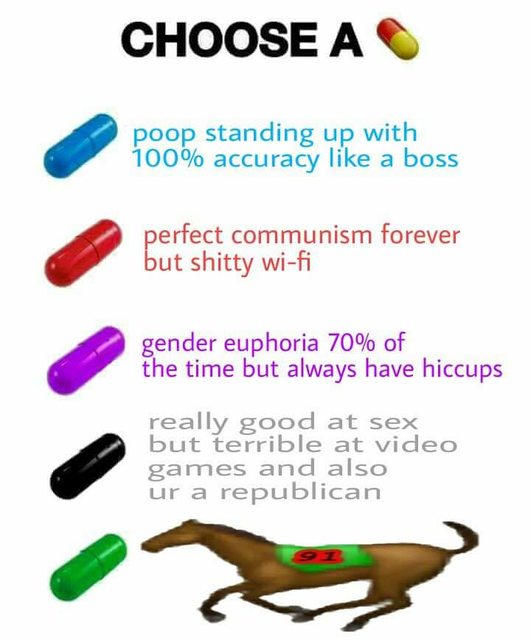 CHOOSE A
poop standing up with
100% accuracy like a boss
perfect communism forever
but shitty wi-fi
gender euphoria 70% of
the time but always have hiccups
really good at sex
but terrible at video
games and also
ur a republican
91